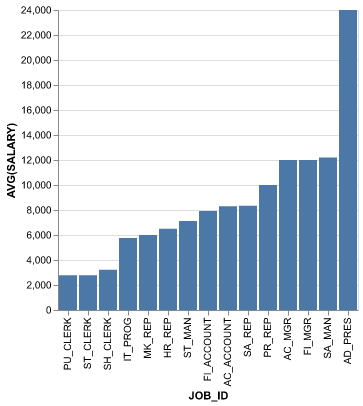 24,000
22,000
20,000
18,000
16,000
14,000
12,000
10,000
8,000
6,000
4,000
2,000
0
AVG(SALARY)
PU_CLERK
ST_CLERK
SH_CLERK
IT_PROG
MK_REP
HR_REP
ST_MAN
FI_ACCOUNT
AC_ACCOUNT
SA_REP
PR_REP
AC_MGR
FI_MGR
SA_MAN
AD_PRES
JOB_ID